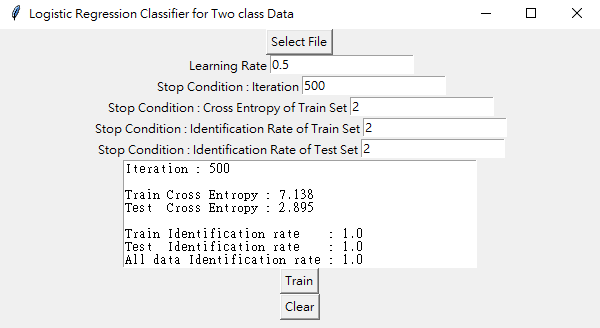 Logistic Regression Classifier for Two class Data
Select File
Learning Rate 0.5
Stop Condition : Iteration 500
Stop Condition : Cross Entropy of Train Set 2
Stop Condition : Identification Rate of Train Set 2
Stop Condition : Identification Rate of Test Set 2
Iteration : 500
Train Cross Entropy : 7.138
Test  Cross Entropy : 2.895
Train Identification rate    : 1.0
Test  Identification rate    : 1.0
All data Identification rate : 1.0
Train
Clear